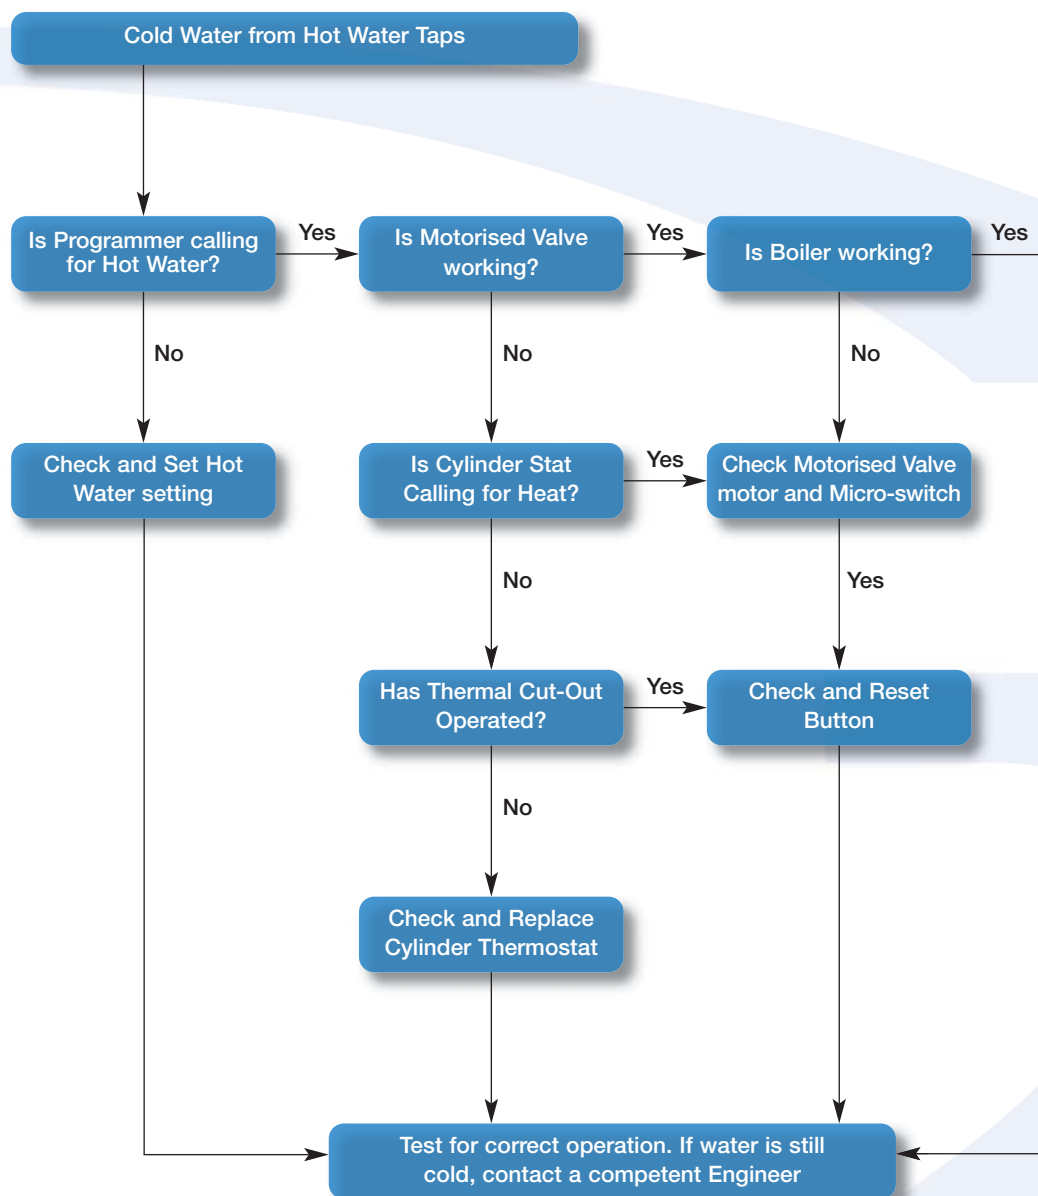 Cold Water from Hot Water Taps
Is Programmer calling
for Hot Water?
Yes
Is Motorised Valve
working?
Yes
Is Boiler working?
Yes
No
No
No
Check and Set Hot
Water setting
Is Cylinder Stat
Calling for Heat?
Yes
Check Motorised Valve
motor and Micro-switch
No
Yes
Has Thermal Cut-Out
Operated?
Yes
Check and Reset
Button
No
Check and Replace
Cylinder Thermostat
Test for correct operation. If water is still
cold, contact a competent Engineer